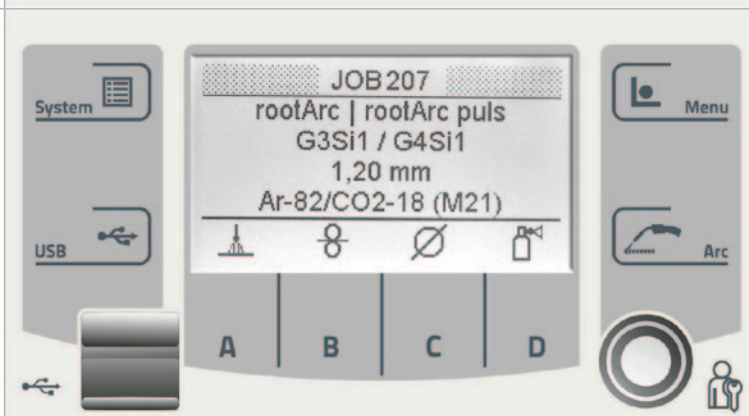 JOB 207
System
Menu
rootArc | rootArc puls
G3Si1 / G4Si1
1,20 mm
Ar-82/CO2-18 (M21)
USB
Arc
A
B
C
D